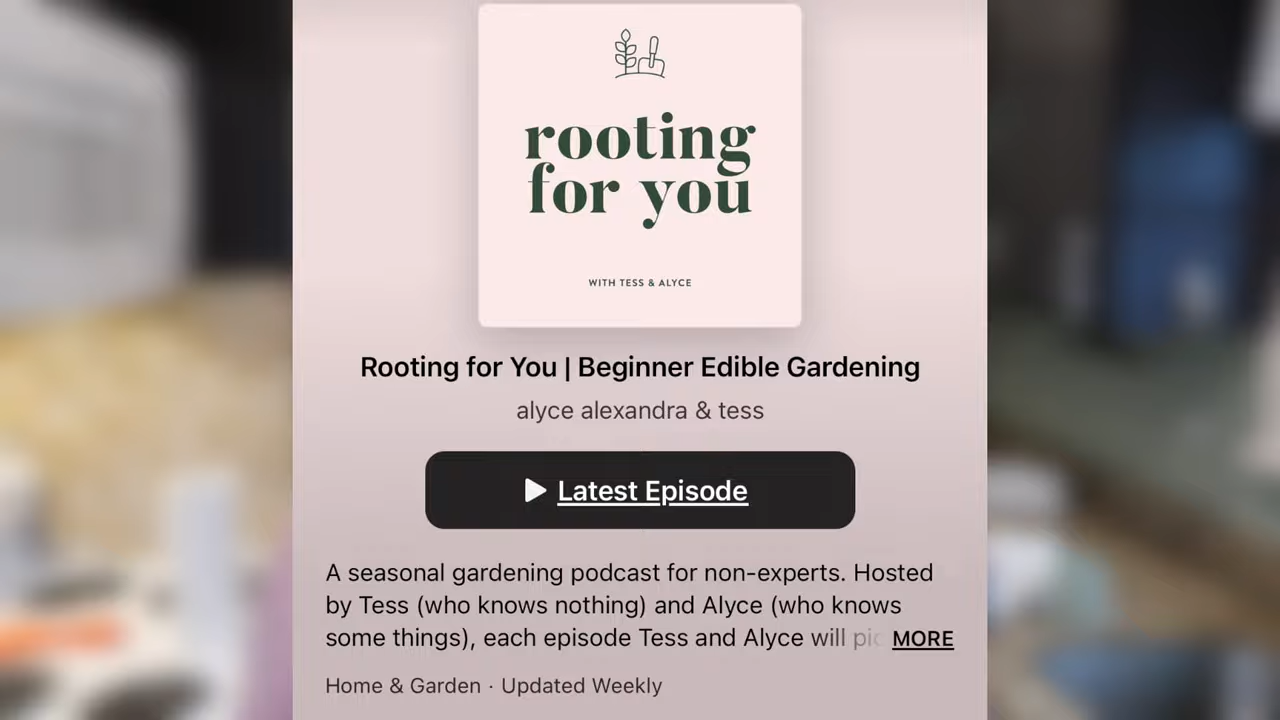 rooting
for you
WITH TESS & ALYCE
Rooting for You | Beginner Edible Gardening
alyce alexandra & tess
Latest Episode
A seasonal gardening podcast for non-experts. Hosted
by Tess (who knows nothing) and Alyce (who knows
some things), each episode Tess and Alyce will MORE
Home & Garden · Updated Weekly